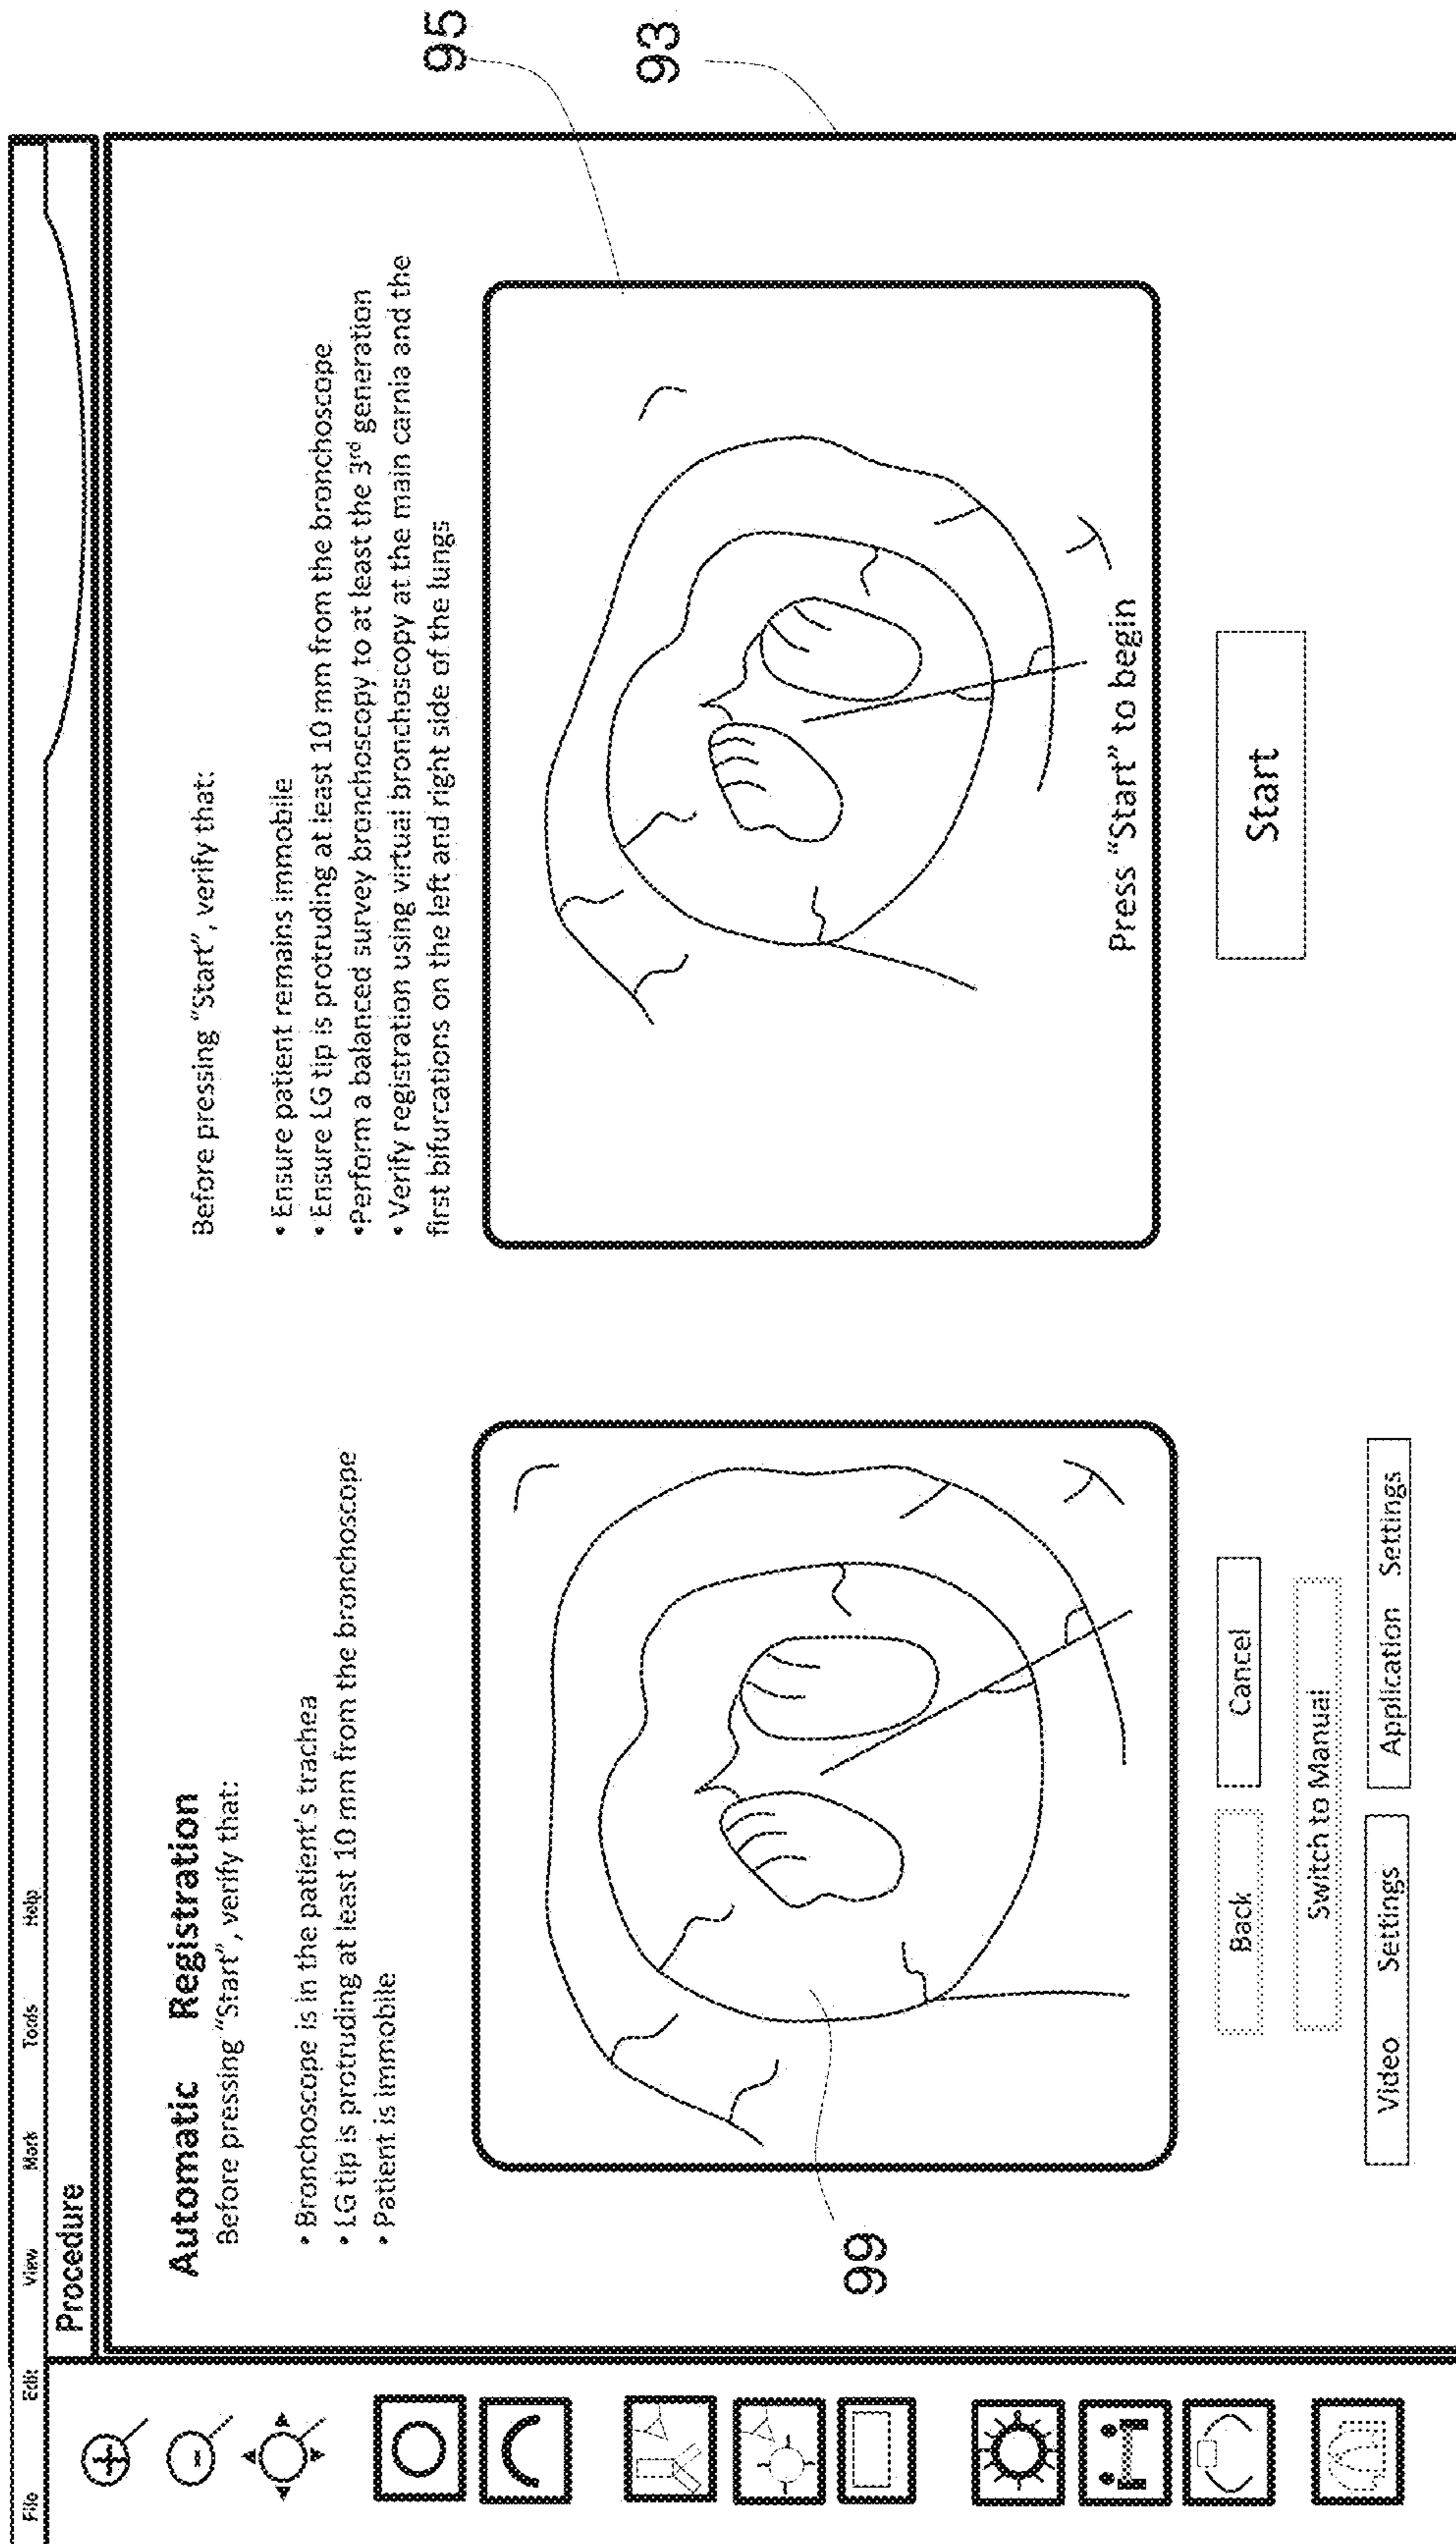 File Edit View Mark Tools Help
Procedure
Automatic Registration
Before pressing "Start", verify that:
• Bronchoscope is in the patient's trachea
• LG tip is protruding at least 10 mm from the bronchoscope
• Patient is immobile
99
Back
Cancel
Switch to Manual
Video Settings
Application Settings
Before pressing "Start", verify that:
• Ensure patient remains immobile
• Ensure LG tip is protruding at least 10 mm from the bronchoscope
•Perform a balanced survey bronchoscopy to at least the 3rd generation
• Verify registration using virtual bronchoscopy at the main carnia and the
first bifurcations on the left and right side of the lungs
Press "Start" to begin
Start
95
93